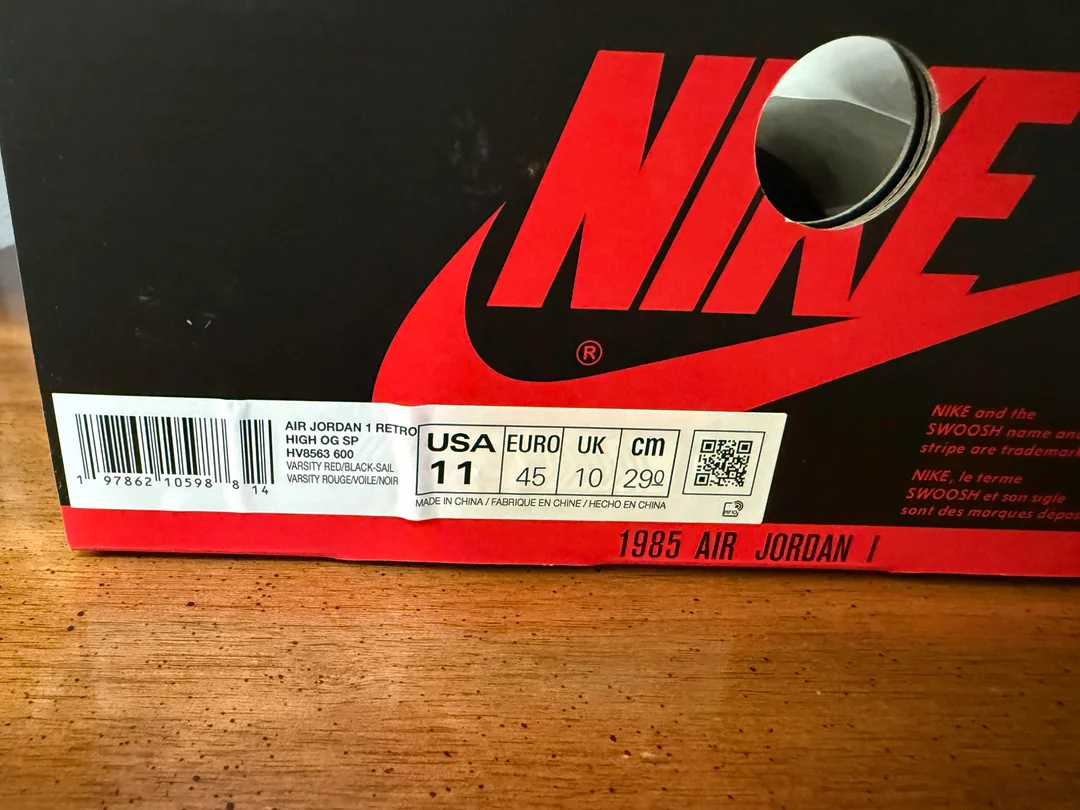 NIKE
®
AIR JORDAN 1 RETRO
HIGH OG SP
HV8563 600
VARSITY RED/BLACK-SAIL
VARSITY ROUGE/VOILE/NOIR
1 97862 10598 8 14
USA EURO UK cm
11 45 10 290
MADE IN CHINA / FABRIQUE EN CHINE / HECHO EN CHINA
RFID
NIKE and the
SWOOSH name and
stripe are trademark
NIKE, le terme
SWOOSH et son sigle
sont des marques dépos
1985 AIR JORDAN I